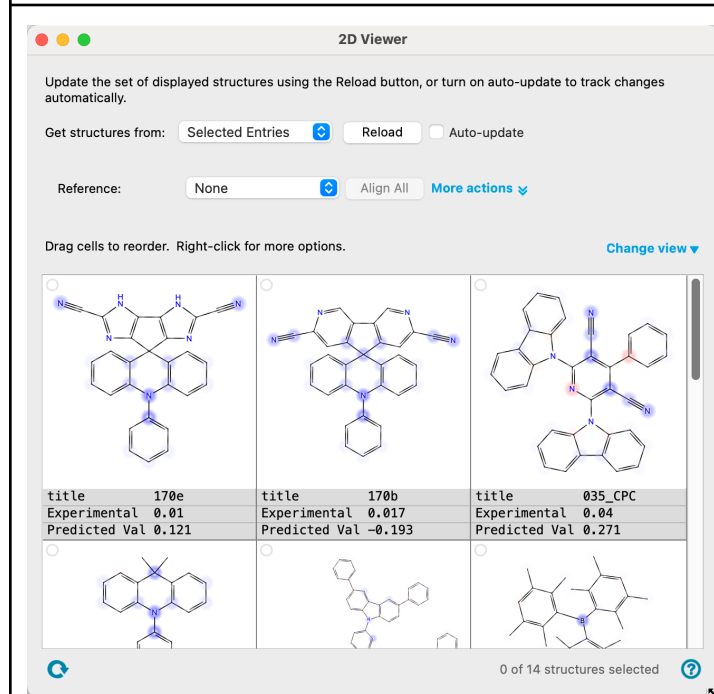 2D Viewer
Update the set of displayed structures using the Reload button, or turn on auto-update to track changes
automatically.
Get structures from: Selected Entries Reload Auto-update
Reference: None Align All More actions
Drag cells to reorder. Right-click for more options.
Change view
H H
N N
N N
N
N N
N N
N
N
N
N
N
N
N
title 170e
Experimental 0.01
Predicted Val 0.121
title 170b
Experimental 0.017
Predicted Val -0.193
title 035_CPC
Experimental 0.04
Predicted Val 0.271
N
N
B
0 of 14 structures selected ?